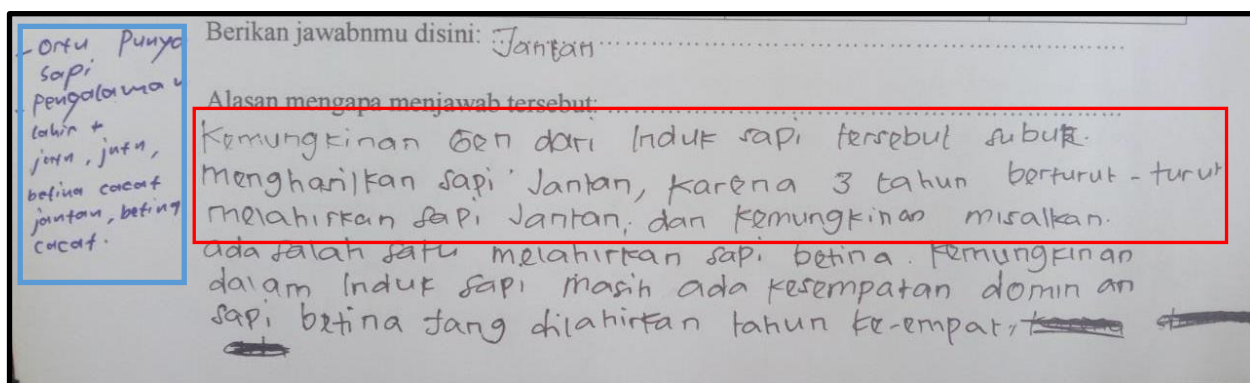 - Ortu Punya
sapi
- pengalaman
lahir +
jntn, jntn,
betina cacat
jantan, betina
cacat.
Berikan jawabnmu disini: Jantan
Alasan mengapa menjawab tersebut:
Kemungkinan Gen dari Induk sapi tersebut subur.
menghasilkan sapi Jantan, karena 3 tahun berturut-turut
melahirkan sapi Jantan, dan kemungkinan misalkan.
ada salah satu melahirkan sapi betina. Kemungkinan
dalam Induk sapi masih ada kesempatan domin an
sapi betina yang dilahirkan tahun ke-empat,